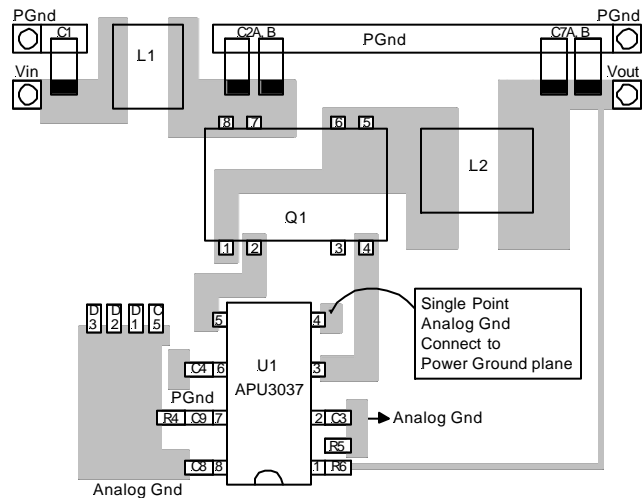 PGnd
C1
C2A, B
C7A, B
PGnd
PGnd
L1
Vin
Vout
8
7
6
5
L2
Q1
1
2
3
4
D3
D2
D1
C5
5
4
Single Point
Analog Gnd
Connect to
Power Ground plane
U1
APU3037
C4
6
3
PGnd
R4
C9
7
2
C3
Analog Gnd
R5
C8
8
1
R6
Analog Gnd